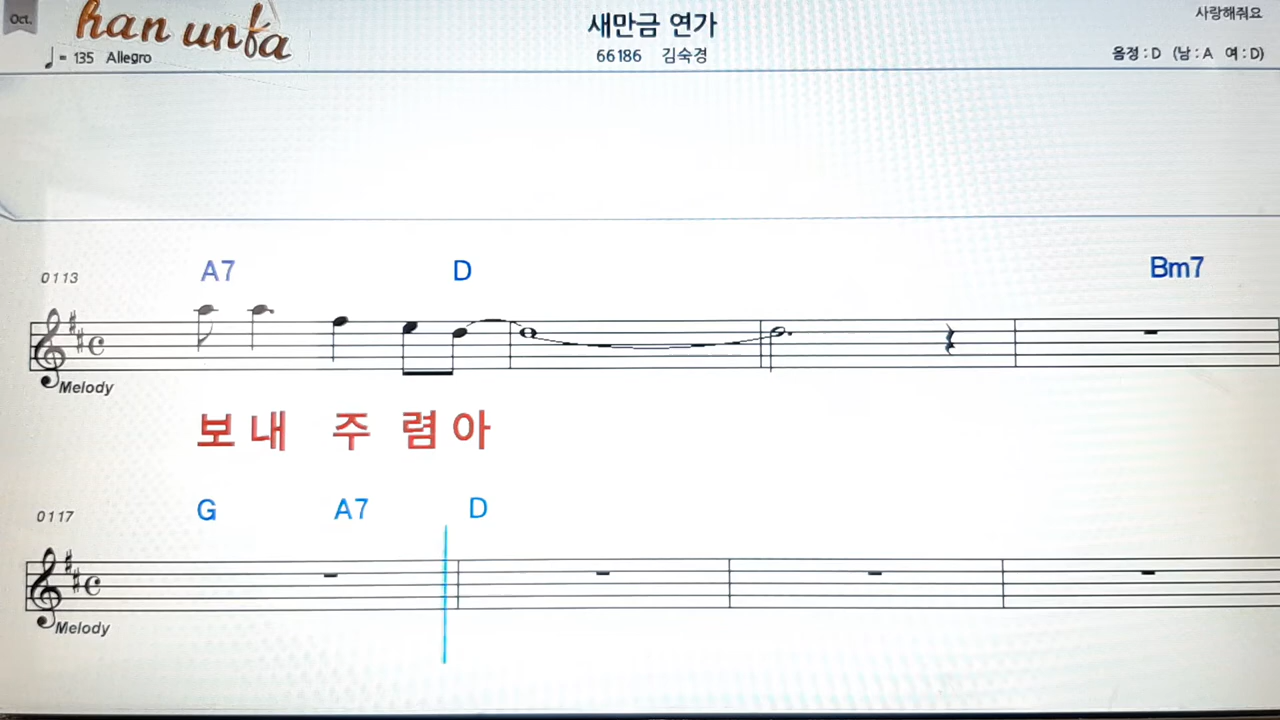 Oct.
han unfa
새만금 연가
사랑해줘요
♩= 135 Allegro
66186 김숙경
음정 : D (남 : A 여 : D)
0113
A7 D Bm7
Melody
보 내 주 렴 아
0117
G A7 D
Melody